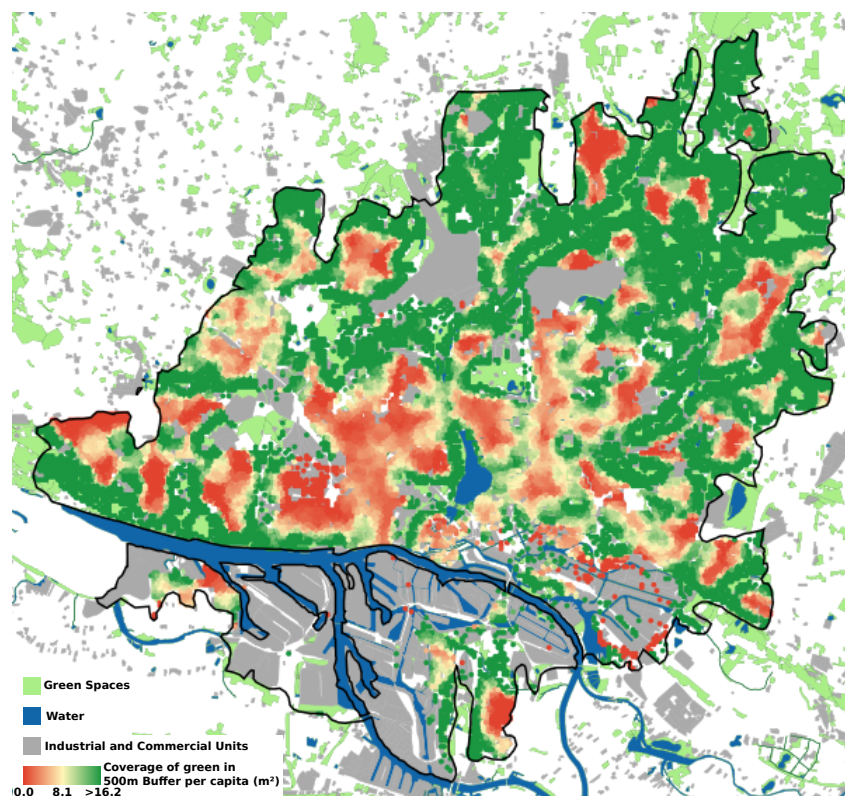 Green Spaces
Water
Industrial and Commercial Units
Coverage of green in
500m Buffer per capita (m²)
0.0 8.1 >16.2